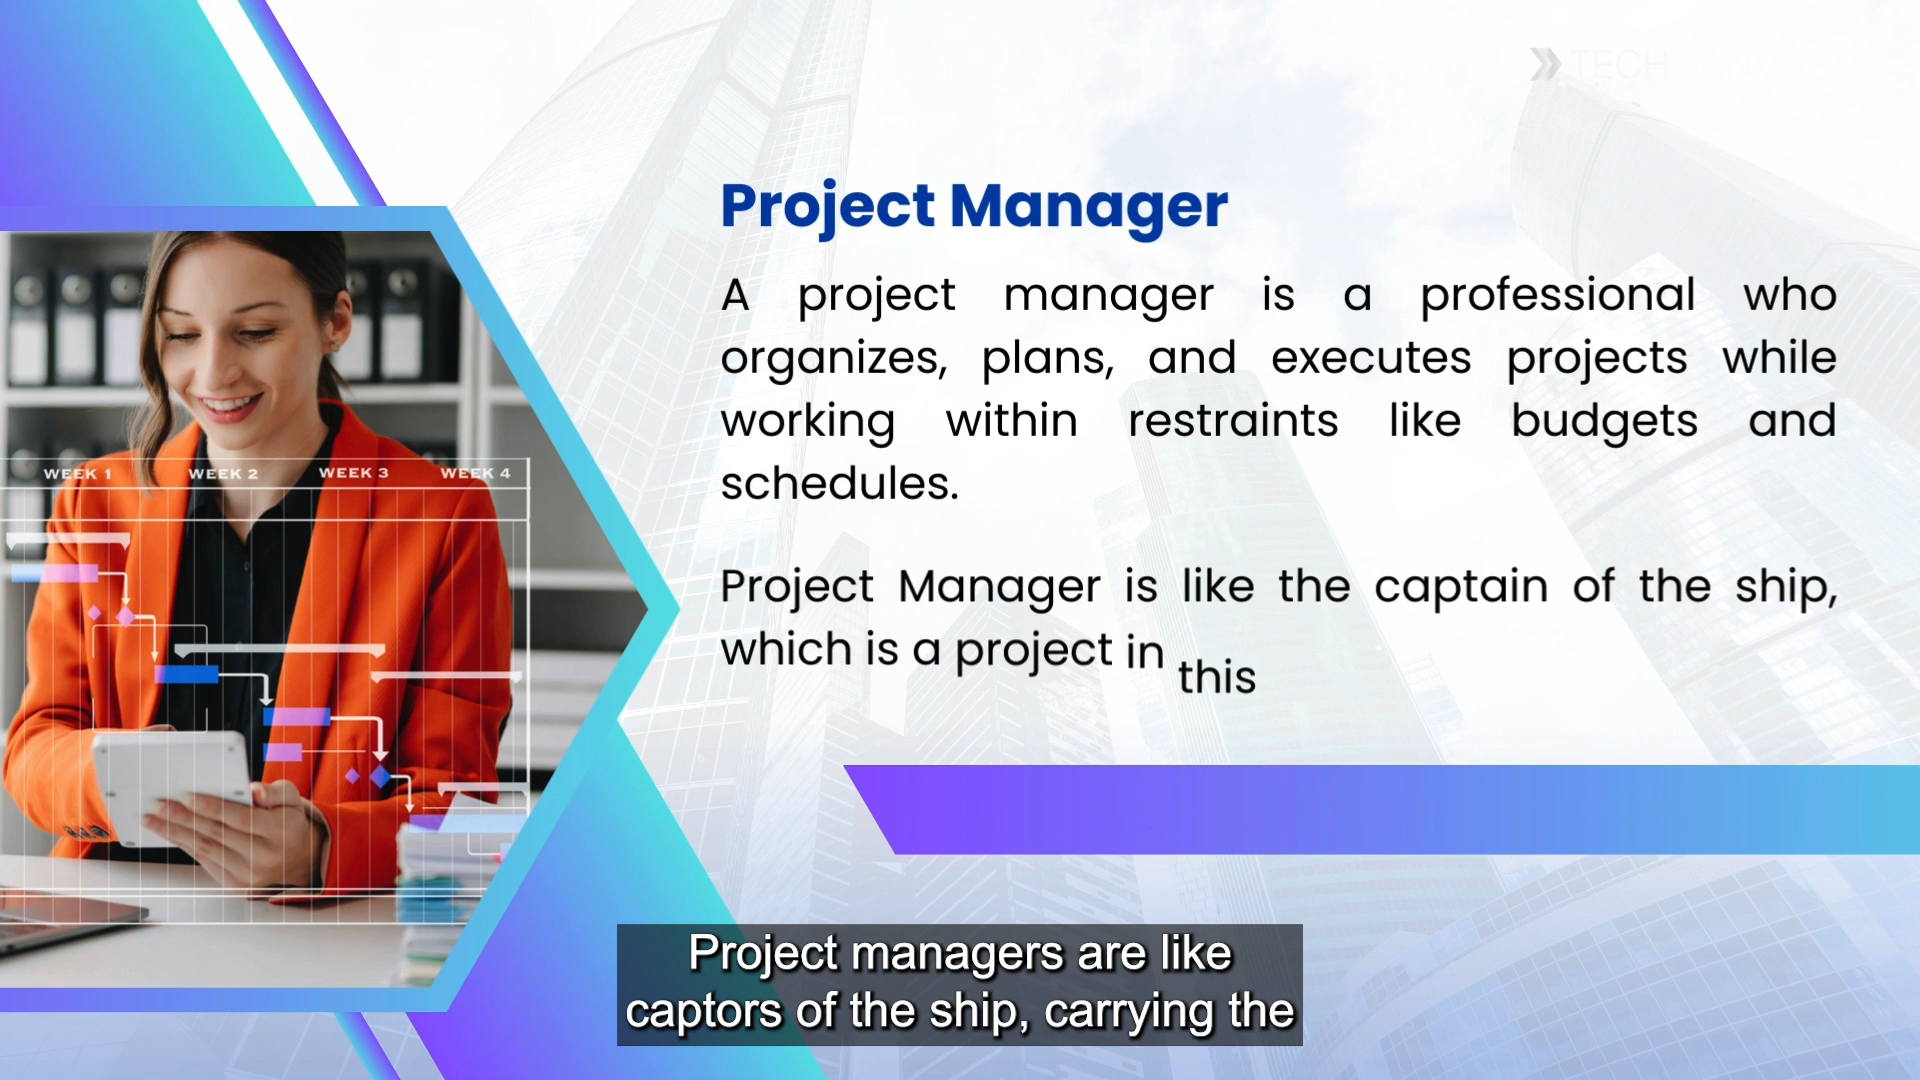 TECH
Project Manager
A project manager is a professional who
organizes, plans, and executes projects while
working within restraints like budgets and
schedules.
WEEK 1 WEEK 2 WEEK 3 WEEK 4
Project Manager is like the captain of the ship,
which is a project in this
Project managers are like
captors of the ship, carrying the